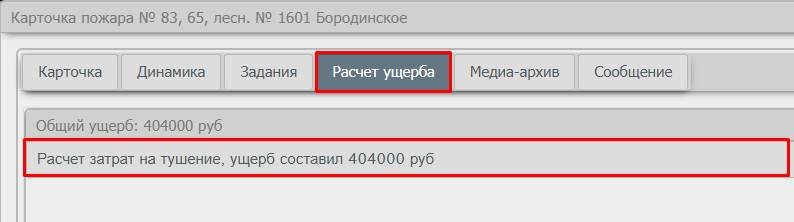 Карточка пожара № 83, 65, лесн. № 1601 Бородинское
Карточка Динамика Задания Расчет ущерба Медиа-архив Сообщение
Общий ущерб: 404000 руб
Расчет затрат на тушение, ущерб составил 404000 руб